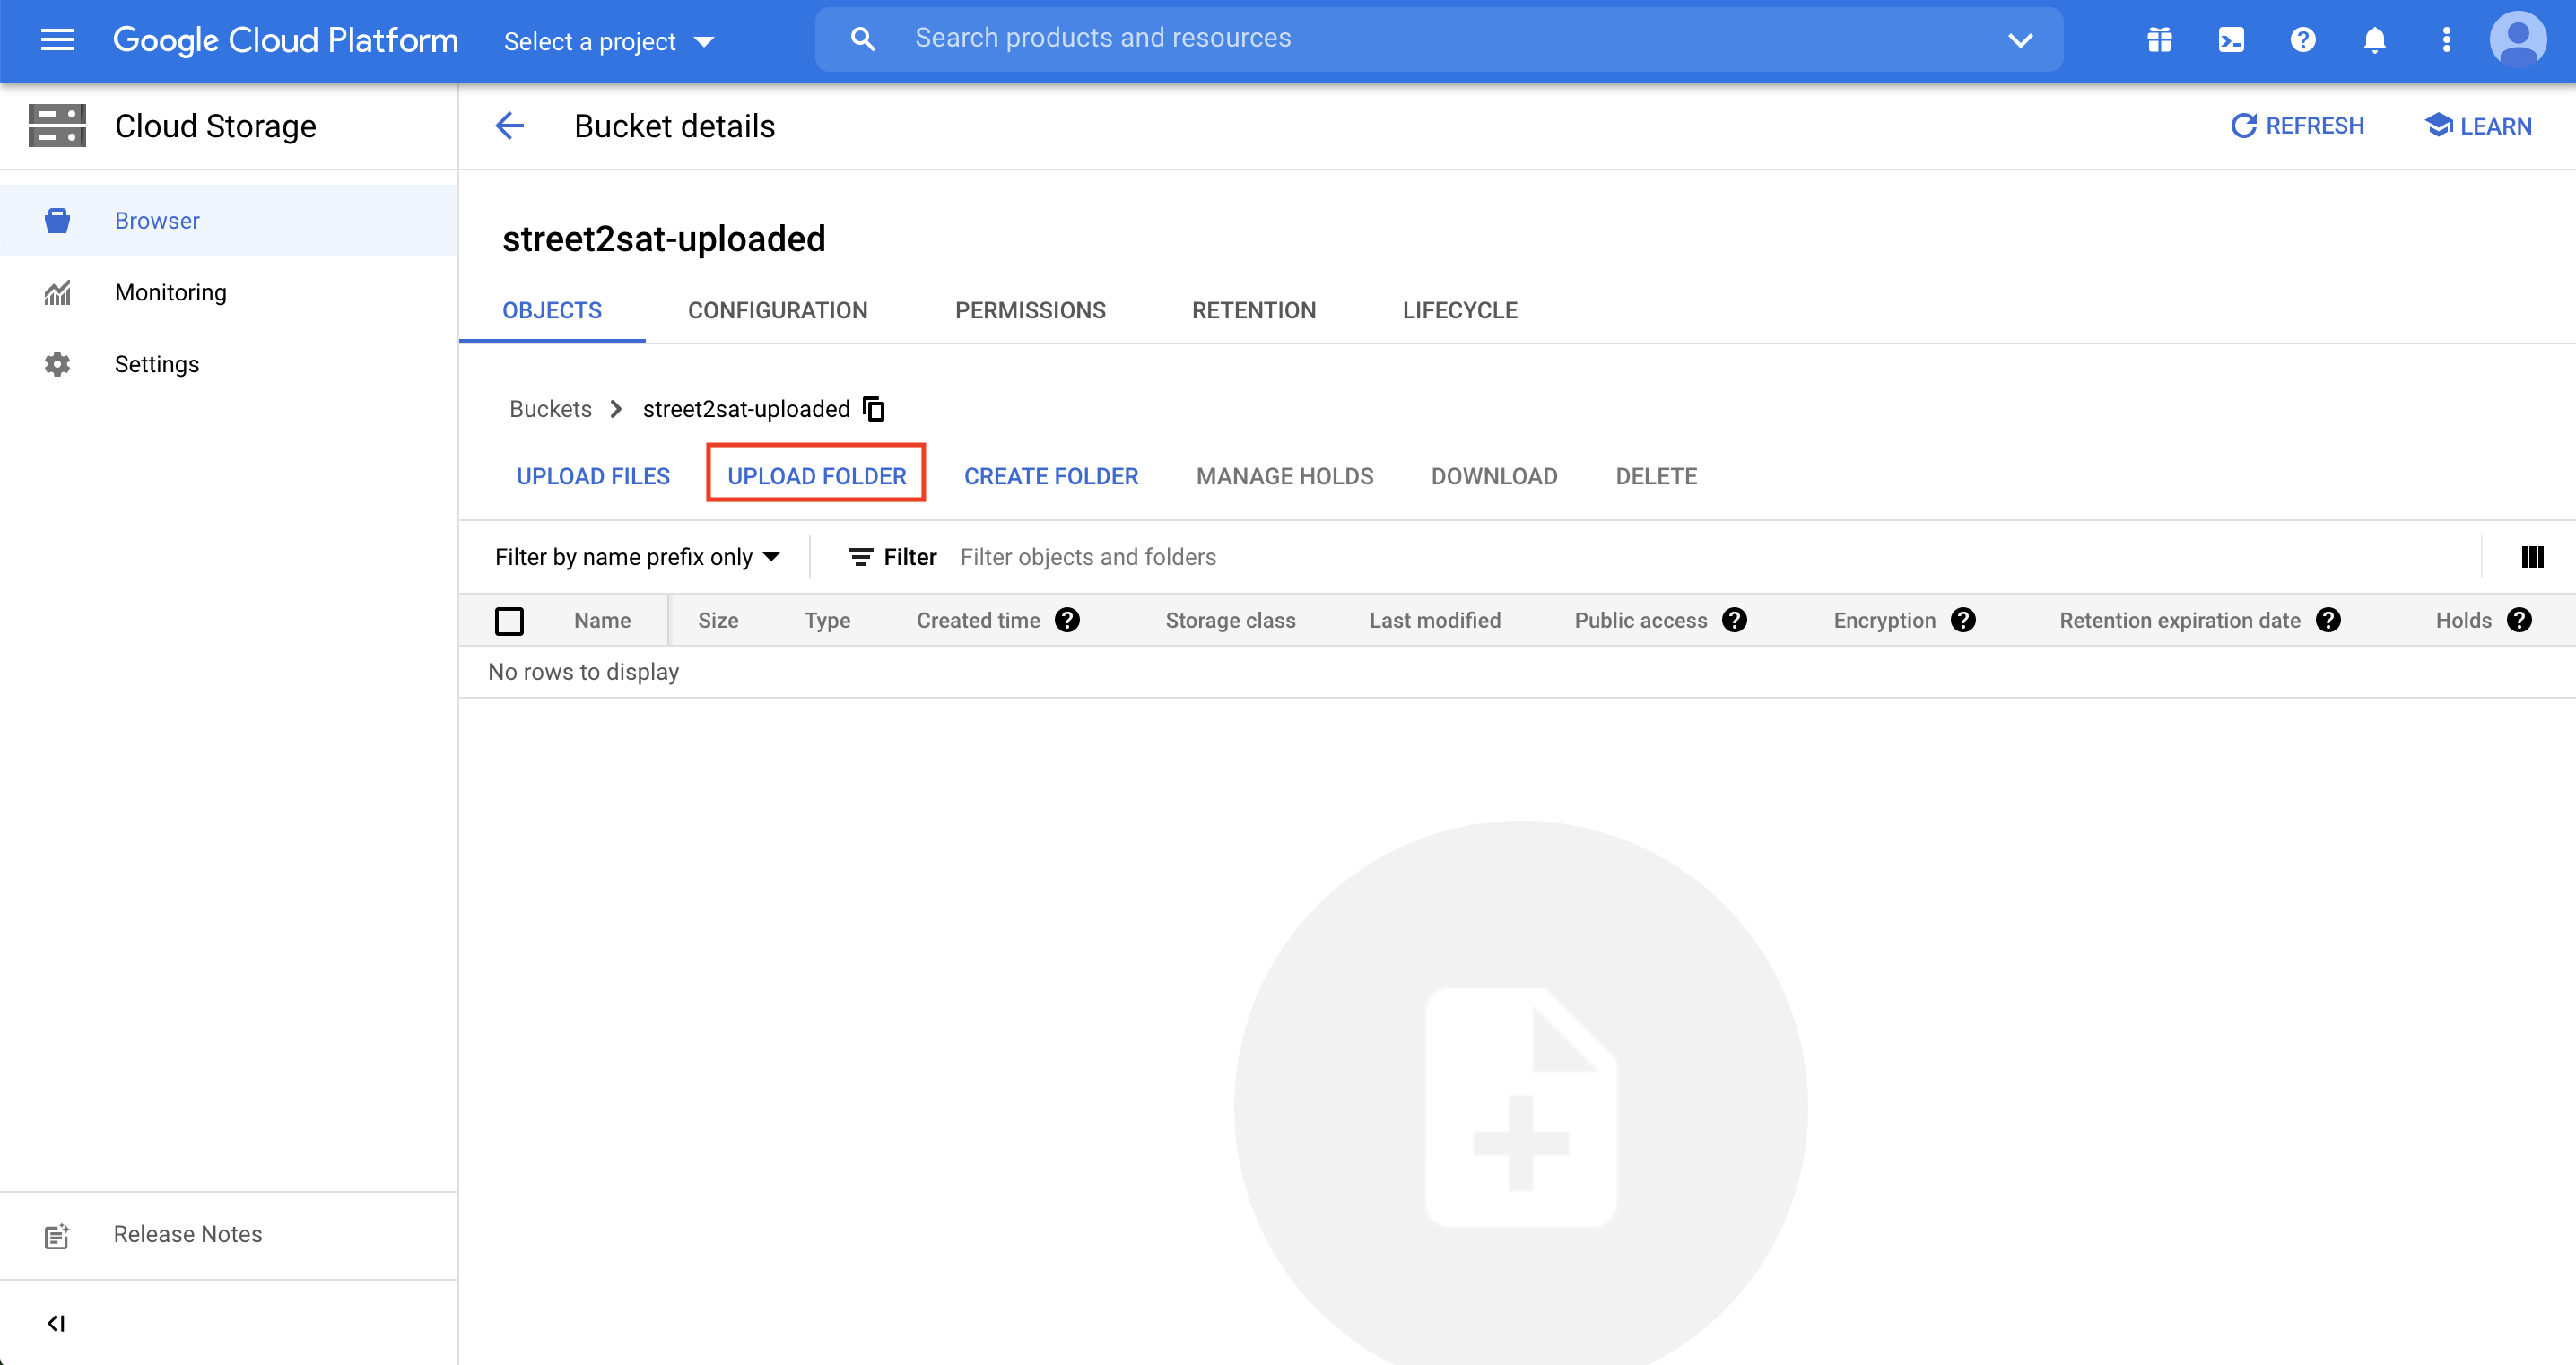 Google Cloud Platform
Select a project
Search products and resources
Cloud Storage
Bucket details
REFRESH
LEARN
Browser
Monitoring
Settings
street2sat-uploaded
OBJECTS CONFIGURATION PERMISSIONS RETENTION LIFECYCLE
Buckets street2sat-uploaded
UPLOAD FILES UPLOAD FOLDER CREATE FOLDER MANAGE HOLDS DOWNLOAD DELETE
Filter by name prefix only Filter Filter objects and folders
Name Size Type Created time Storage class Last modified Public access Encryption Retention expiration date Holds
No rows to display
Release Notes